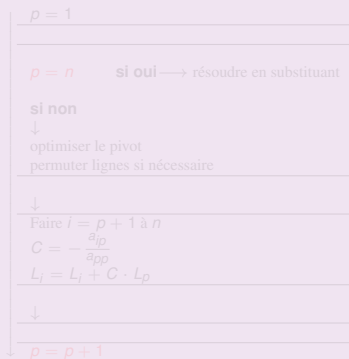 p = 1
p = n si oui → résoudre en substituant
si non
↓
optimiser le pivot
permuter lignes si nécessaire
↓
Faire i = p + 1 à n
C = − a_ip / a_pp
L_i = L_i + C · L_p
↓
p = p + 1